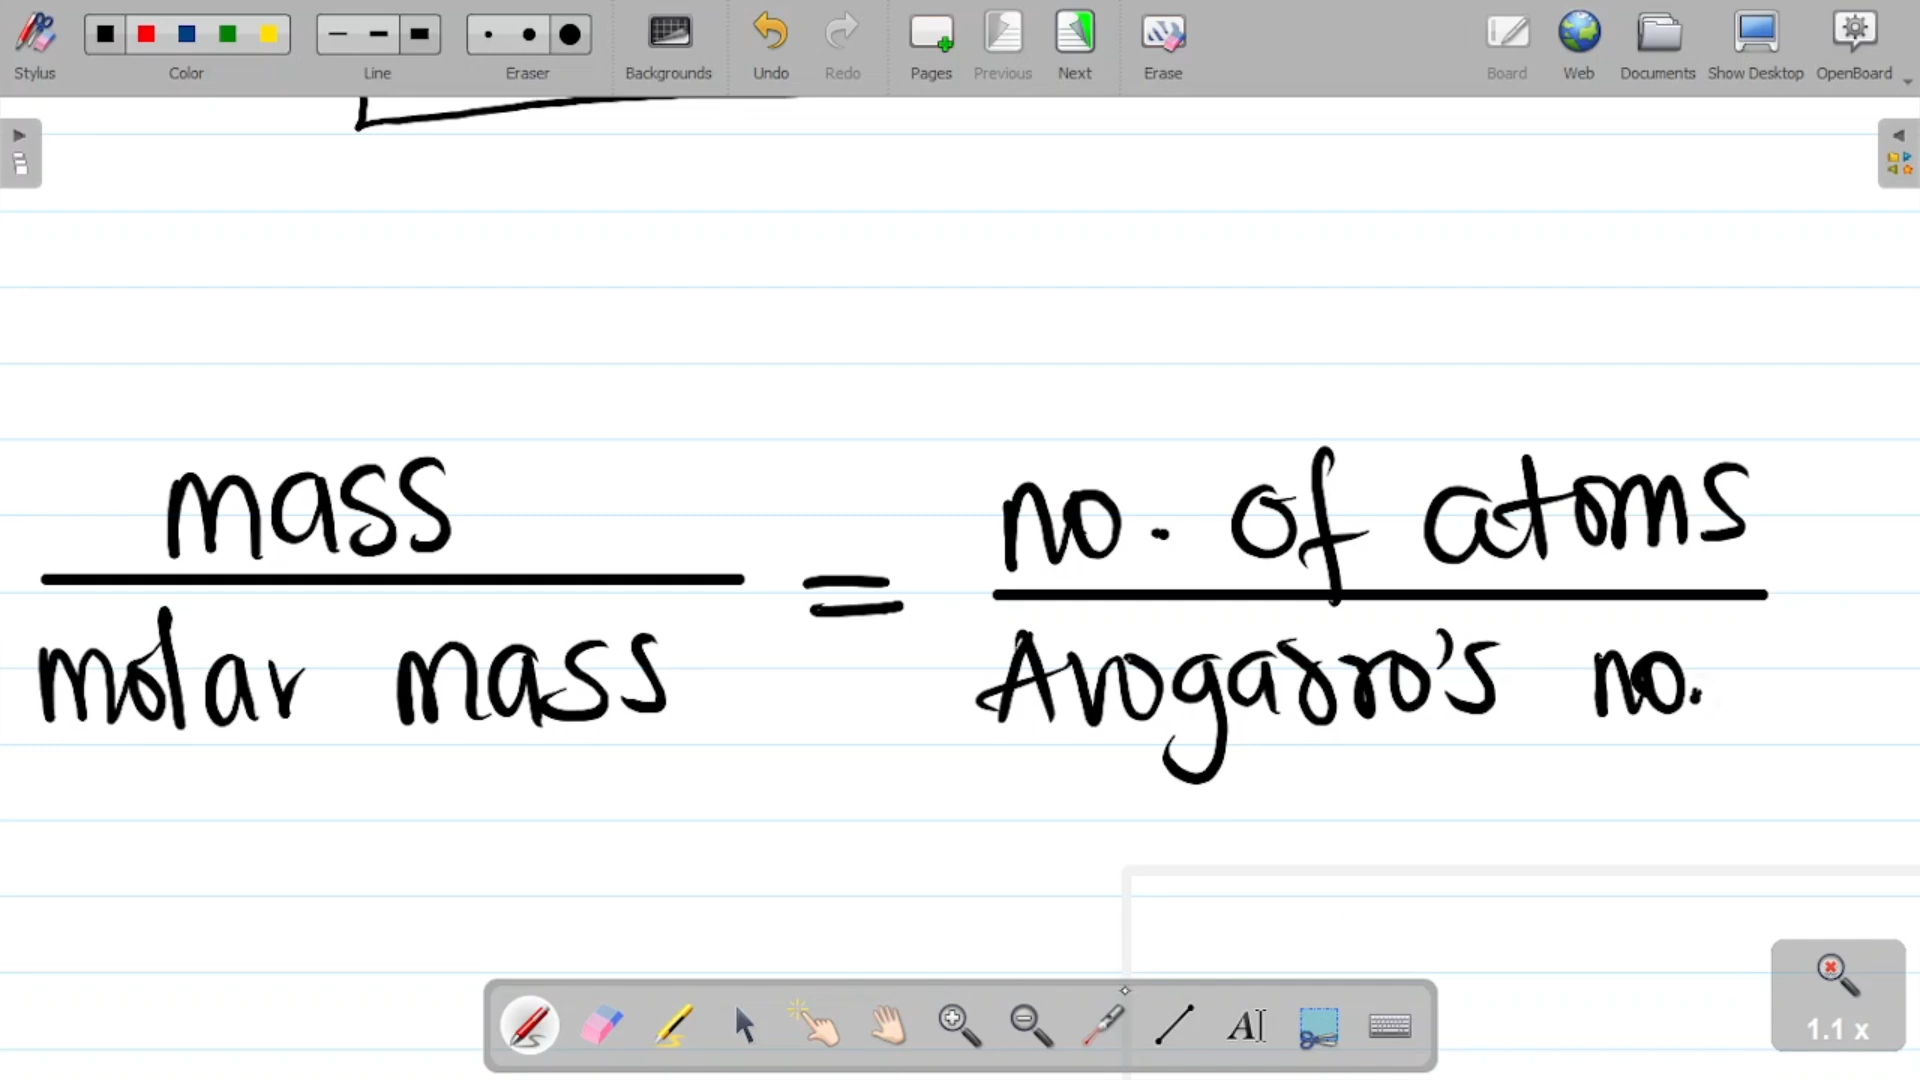 Stylus Color Line Eraser Backgrounds Undo Redo Pages Previous Next Erase Board Web Documents Show Desktop OpenBoard
mass = no. of atoms
molar mass Avogadro's no.
1.1 x